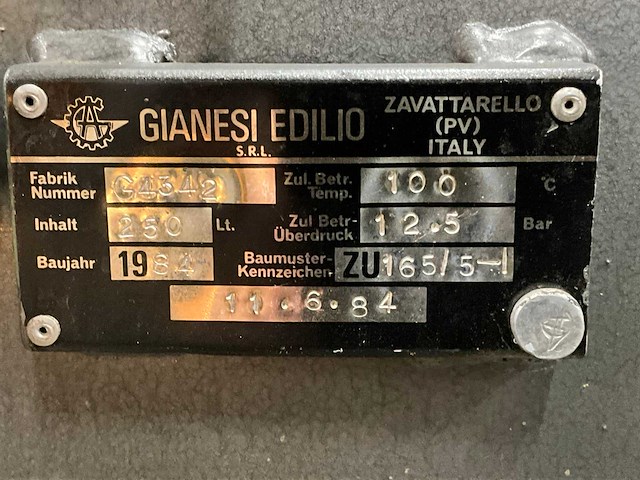 GIANESI EDILIO
S.R.L.
ZAVATTARELLO
(PV)
ITALY
Fabrik
Nummer G4342
Zul. Betr.
Temp. 100 °C
Inhalt 250 Lt.
Zul Betr-
Überdruck 12.5 Bar
Baujahr 1984
Baumuster-
Kennzeichen ZU165/5-1
11.6.84